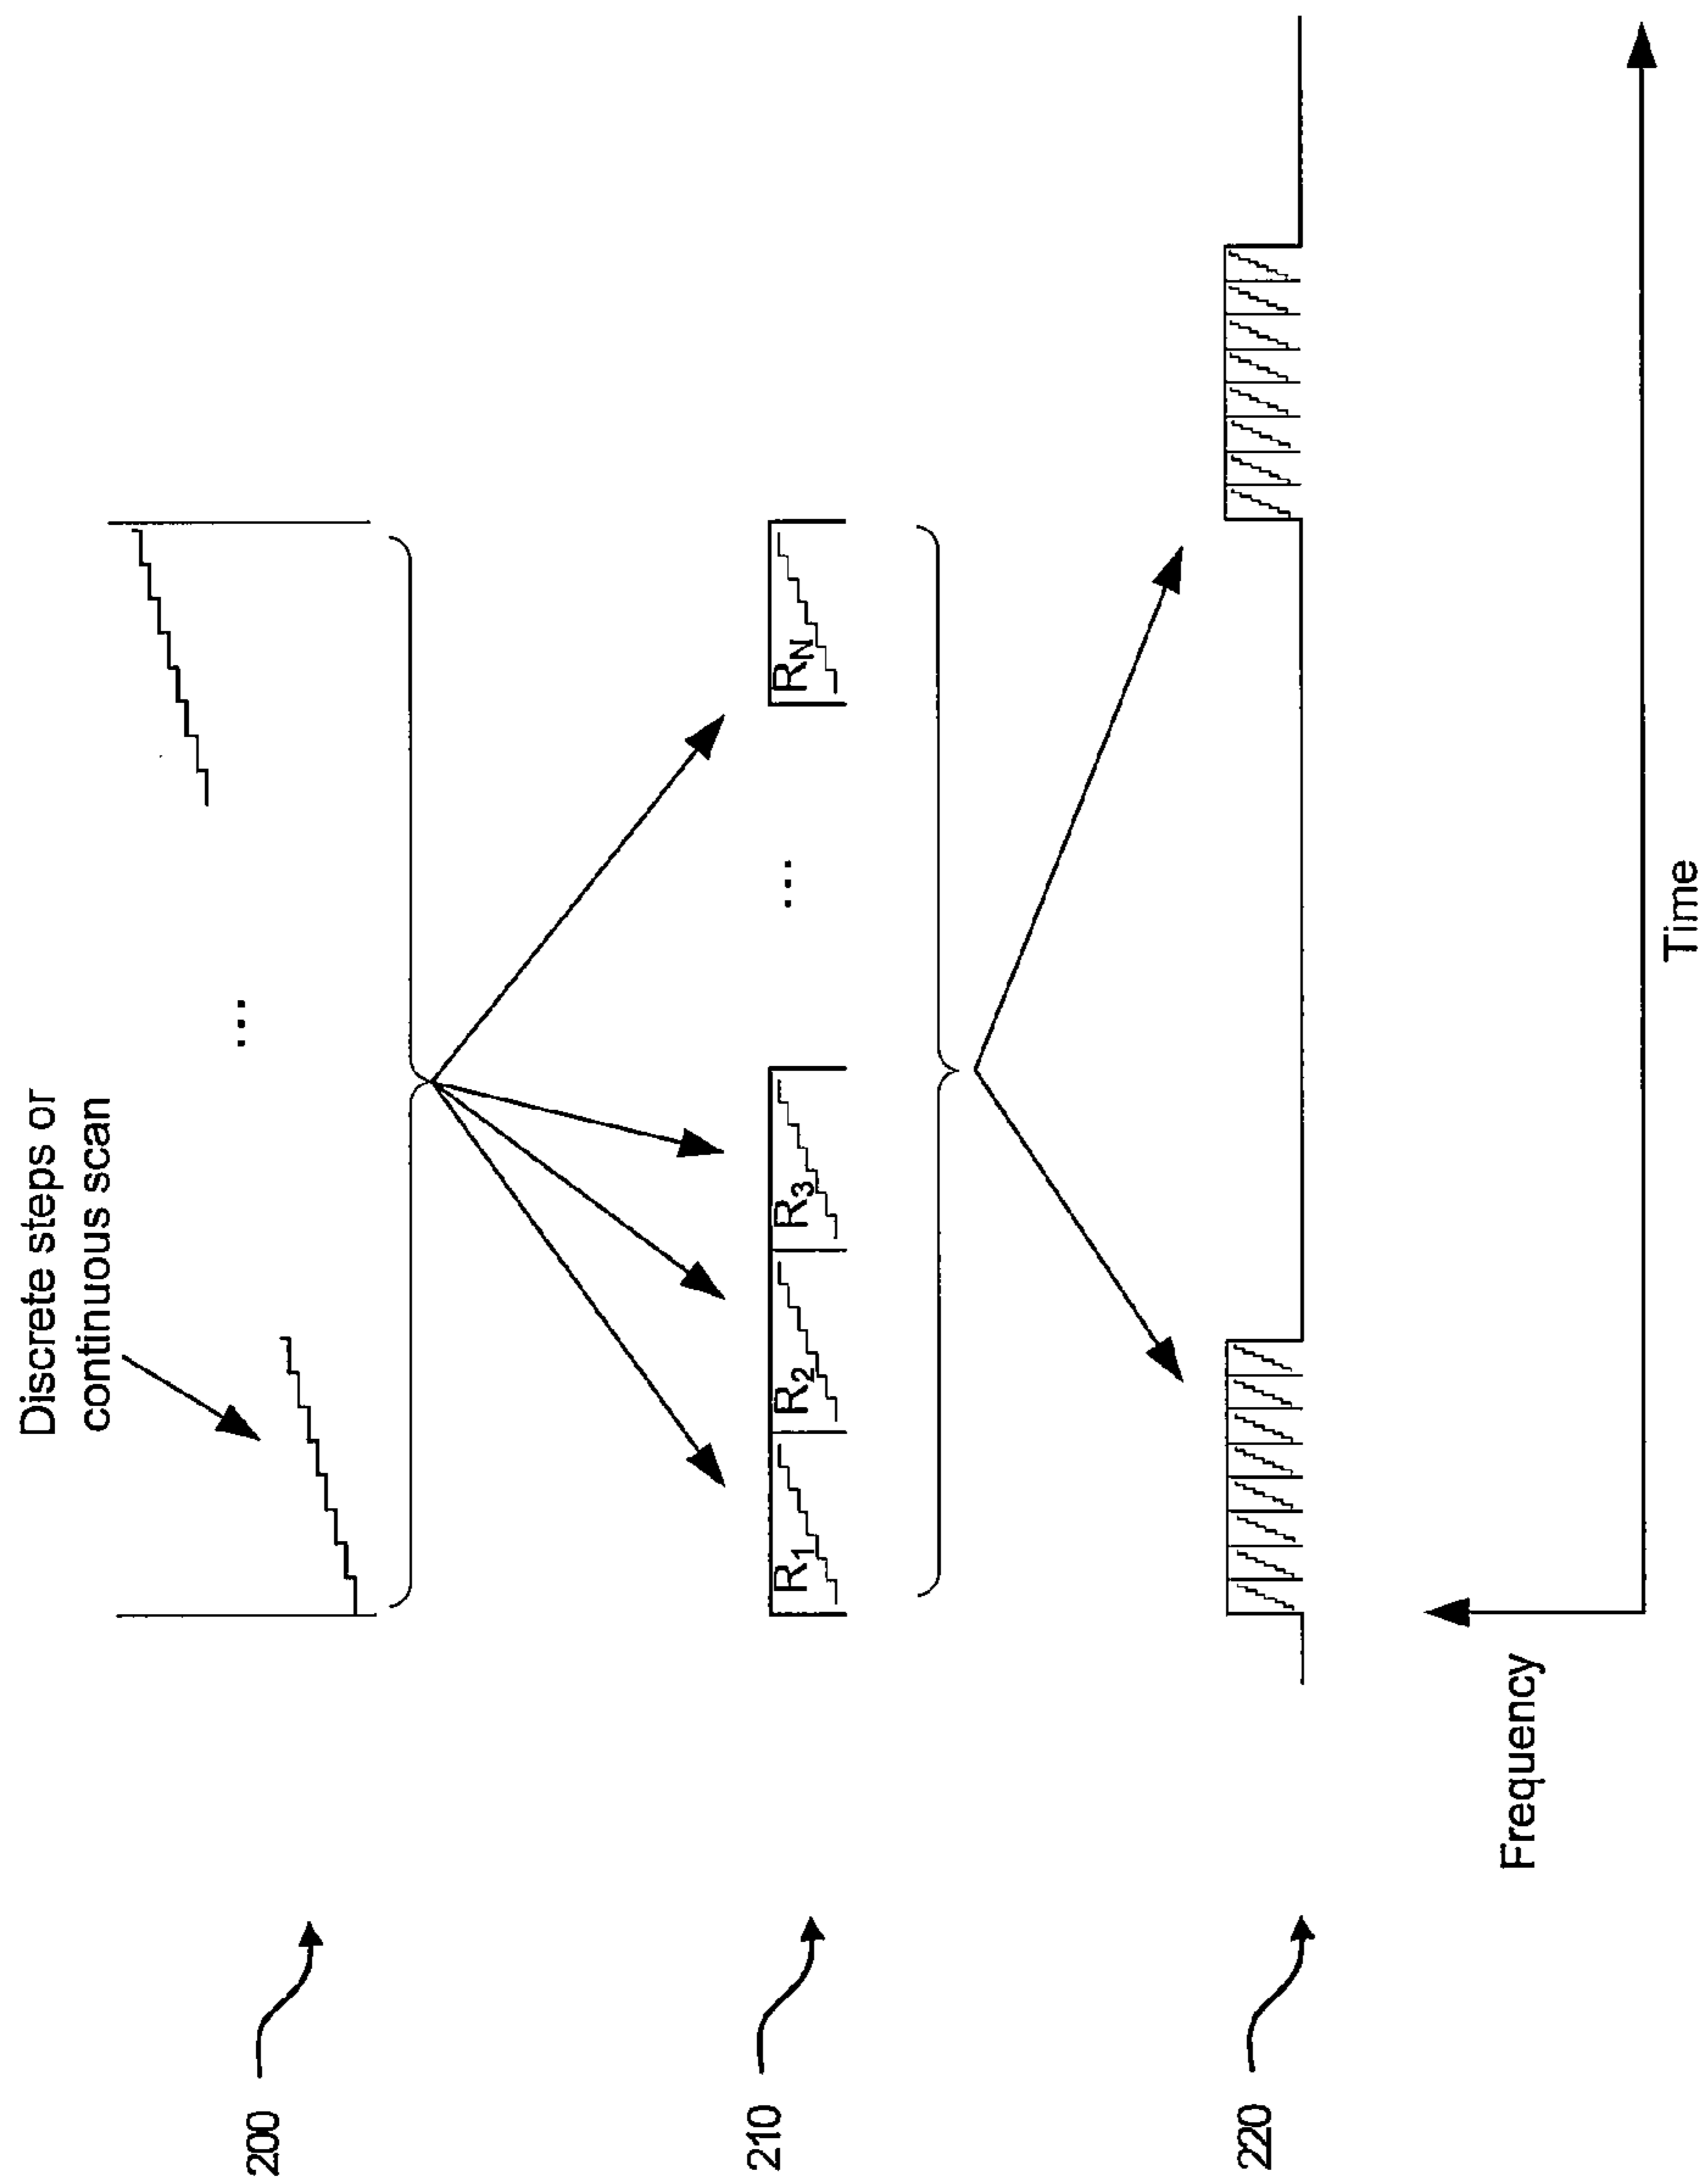 Discrete steps or
continuous scan
...
200
R1 R2 R3 ... RN
210
220
Frequency
Time